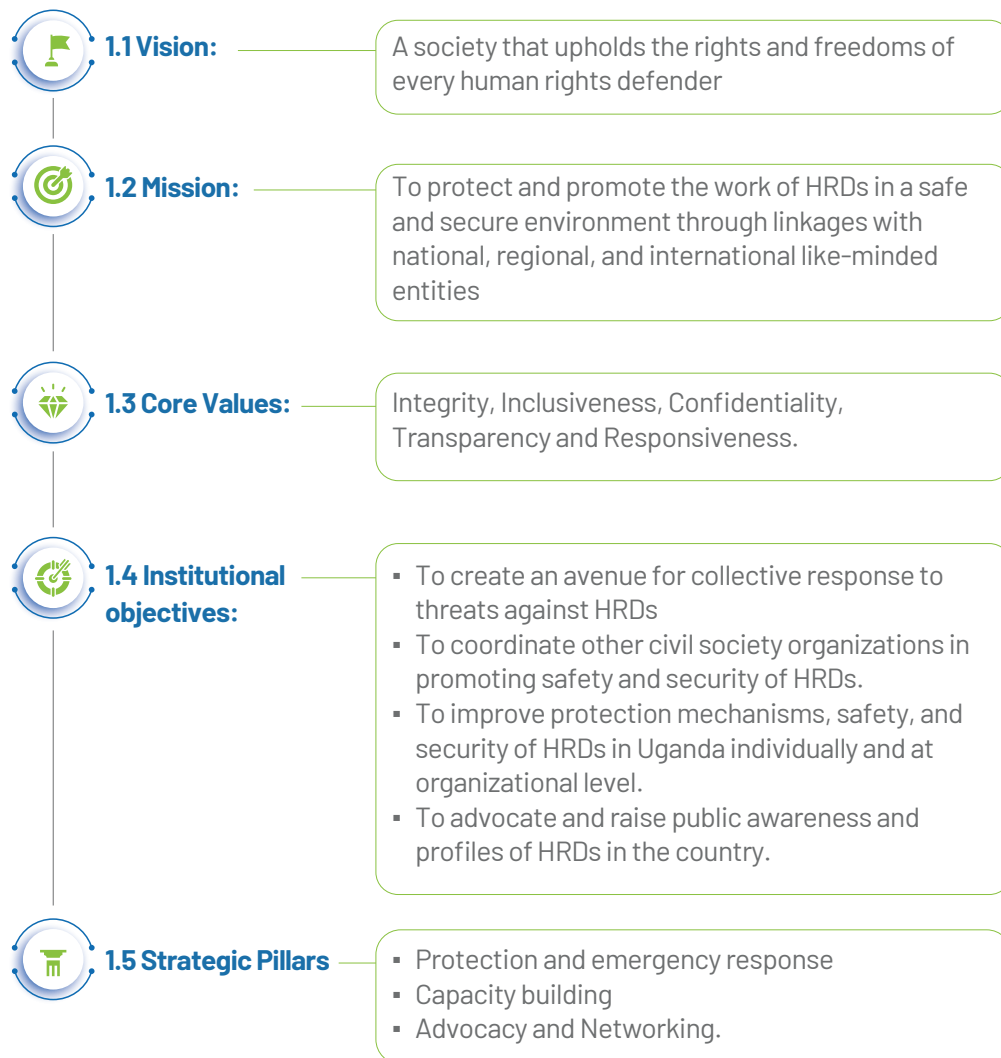 1.1 Vision:
A society that upholds the rights and freedoms of
every human rights defender
1.2 Mission:
To protect and promote the work of HRDs in a safe
and secure environment through linkages with
national, regional, and international like-minded
entities
1.3 Core Values:
Integrity, Inclusiveness, Confidentiality,
Transparency and Responsiveness.
1.4 Institutional
objectives:
▪ To create an avenue for collective response to
threats against HRDs
▪ To coordinate other civil society organizations in
promoting safety and security of HRDs.
▪ To improve protection mechanisms, safety, and
security of HRDs in Uganda individually and at
organizational level.
▪ To advocate and raise public awareness and
profiles of HRDs in the country.
1.5 Strategic Pillars
▪ Protection and emergency response
▪ Capacity building
▪ Advocacy and Networking.